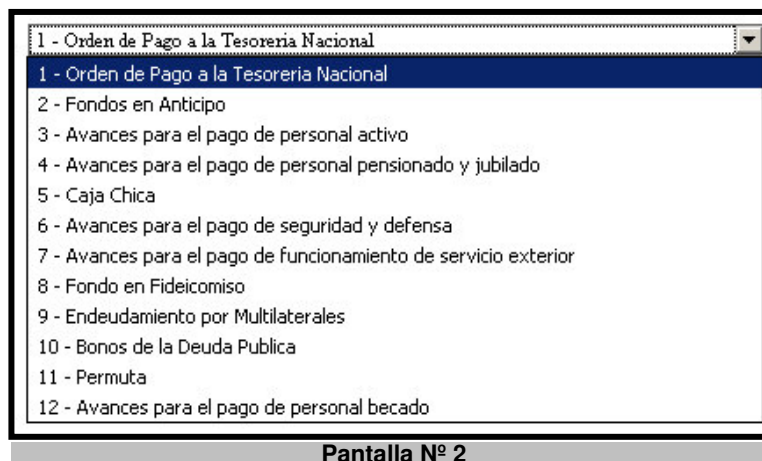 1 - Orden de Pago a la Tesoreria Nacional
1 - Orden de Pago a la Tesoreria Nacional
2 - Fondos en Anticipo
3 - Avances para el pago de personal activo
4 - Avances para el pago de personal pensionado y jubilado
5 - Caja Chica
6 - Avances para el pago de seguridad y defensa
7 - Avances para el pago de funcionamiento de servicio exterior
8 - Fondo en Fideicomiso
9 - Endeudamiento por Multilaterales
10 - Bonos de la Deuda Publica
11 - Permuta
12 - Avances para el pago de personal becado
Pantalla Nº 2